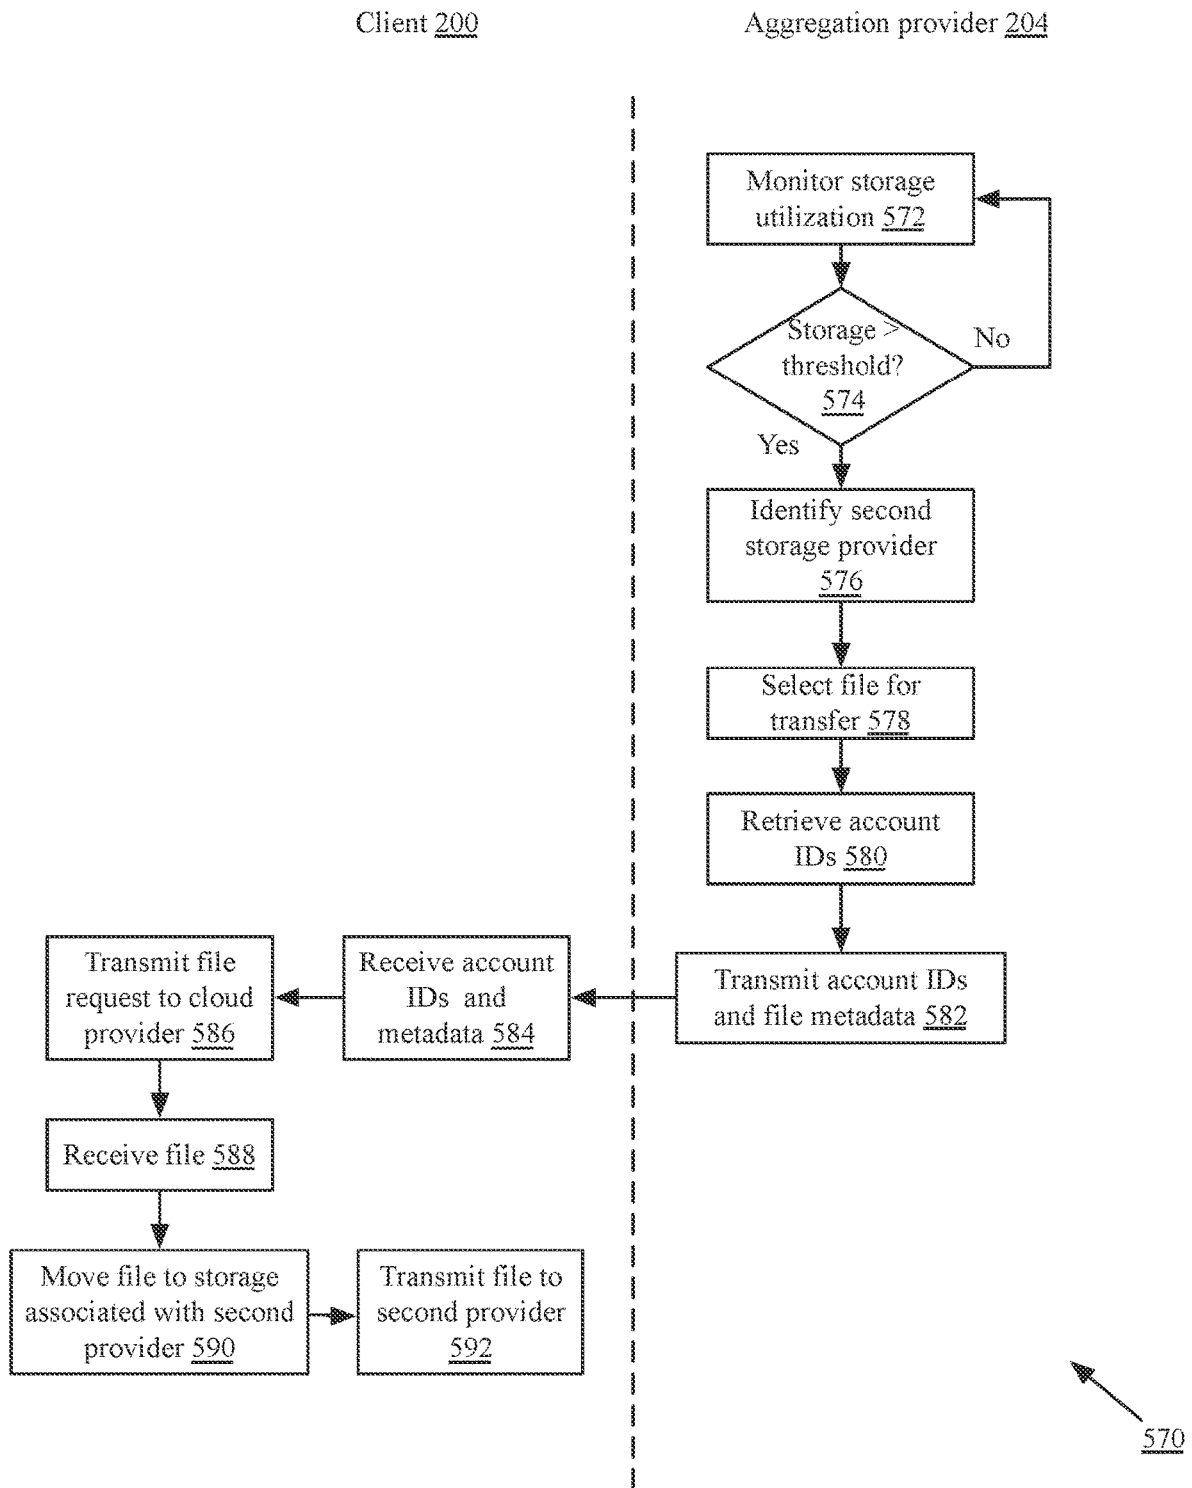 Client 200
Aggregation provider 204
Monitor storage
utilization 572
Storage >
threshold?
574
No
Yes
Identify second
storage provider
576
Select file for
transfer 578
Retrieve account
IDs 580
Transmit account IDs
and file metadata 582
Receive account
IDs and
metadata 584
Transmit file
request to cloud
provider 586
Receive file 588
Move file to storage
associated with second
provider 590
Transmit file to
second provider
592
570